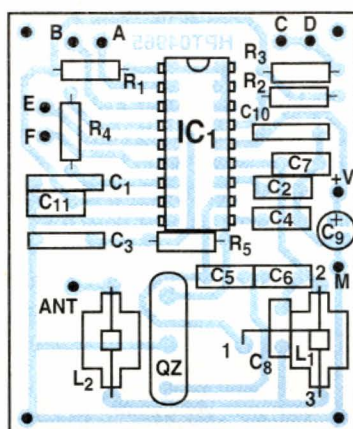 B A HPT04965 C D
R1 R3
R2
E C10
F R4 IC1
C7
C1 C2 +V
C11 C4 C9
C3 R5
M
ANT C5 C6 2
1 C8 L1
L2 QZ
3